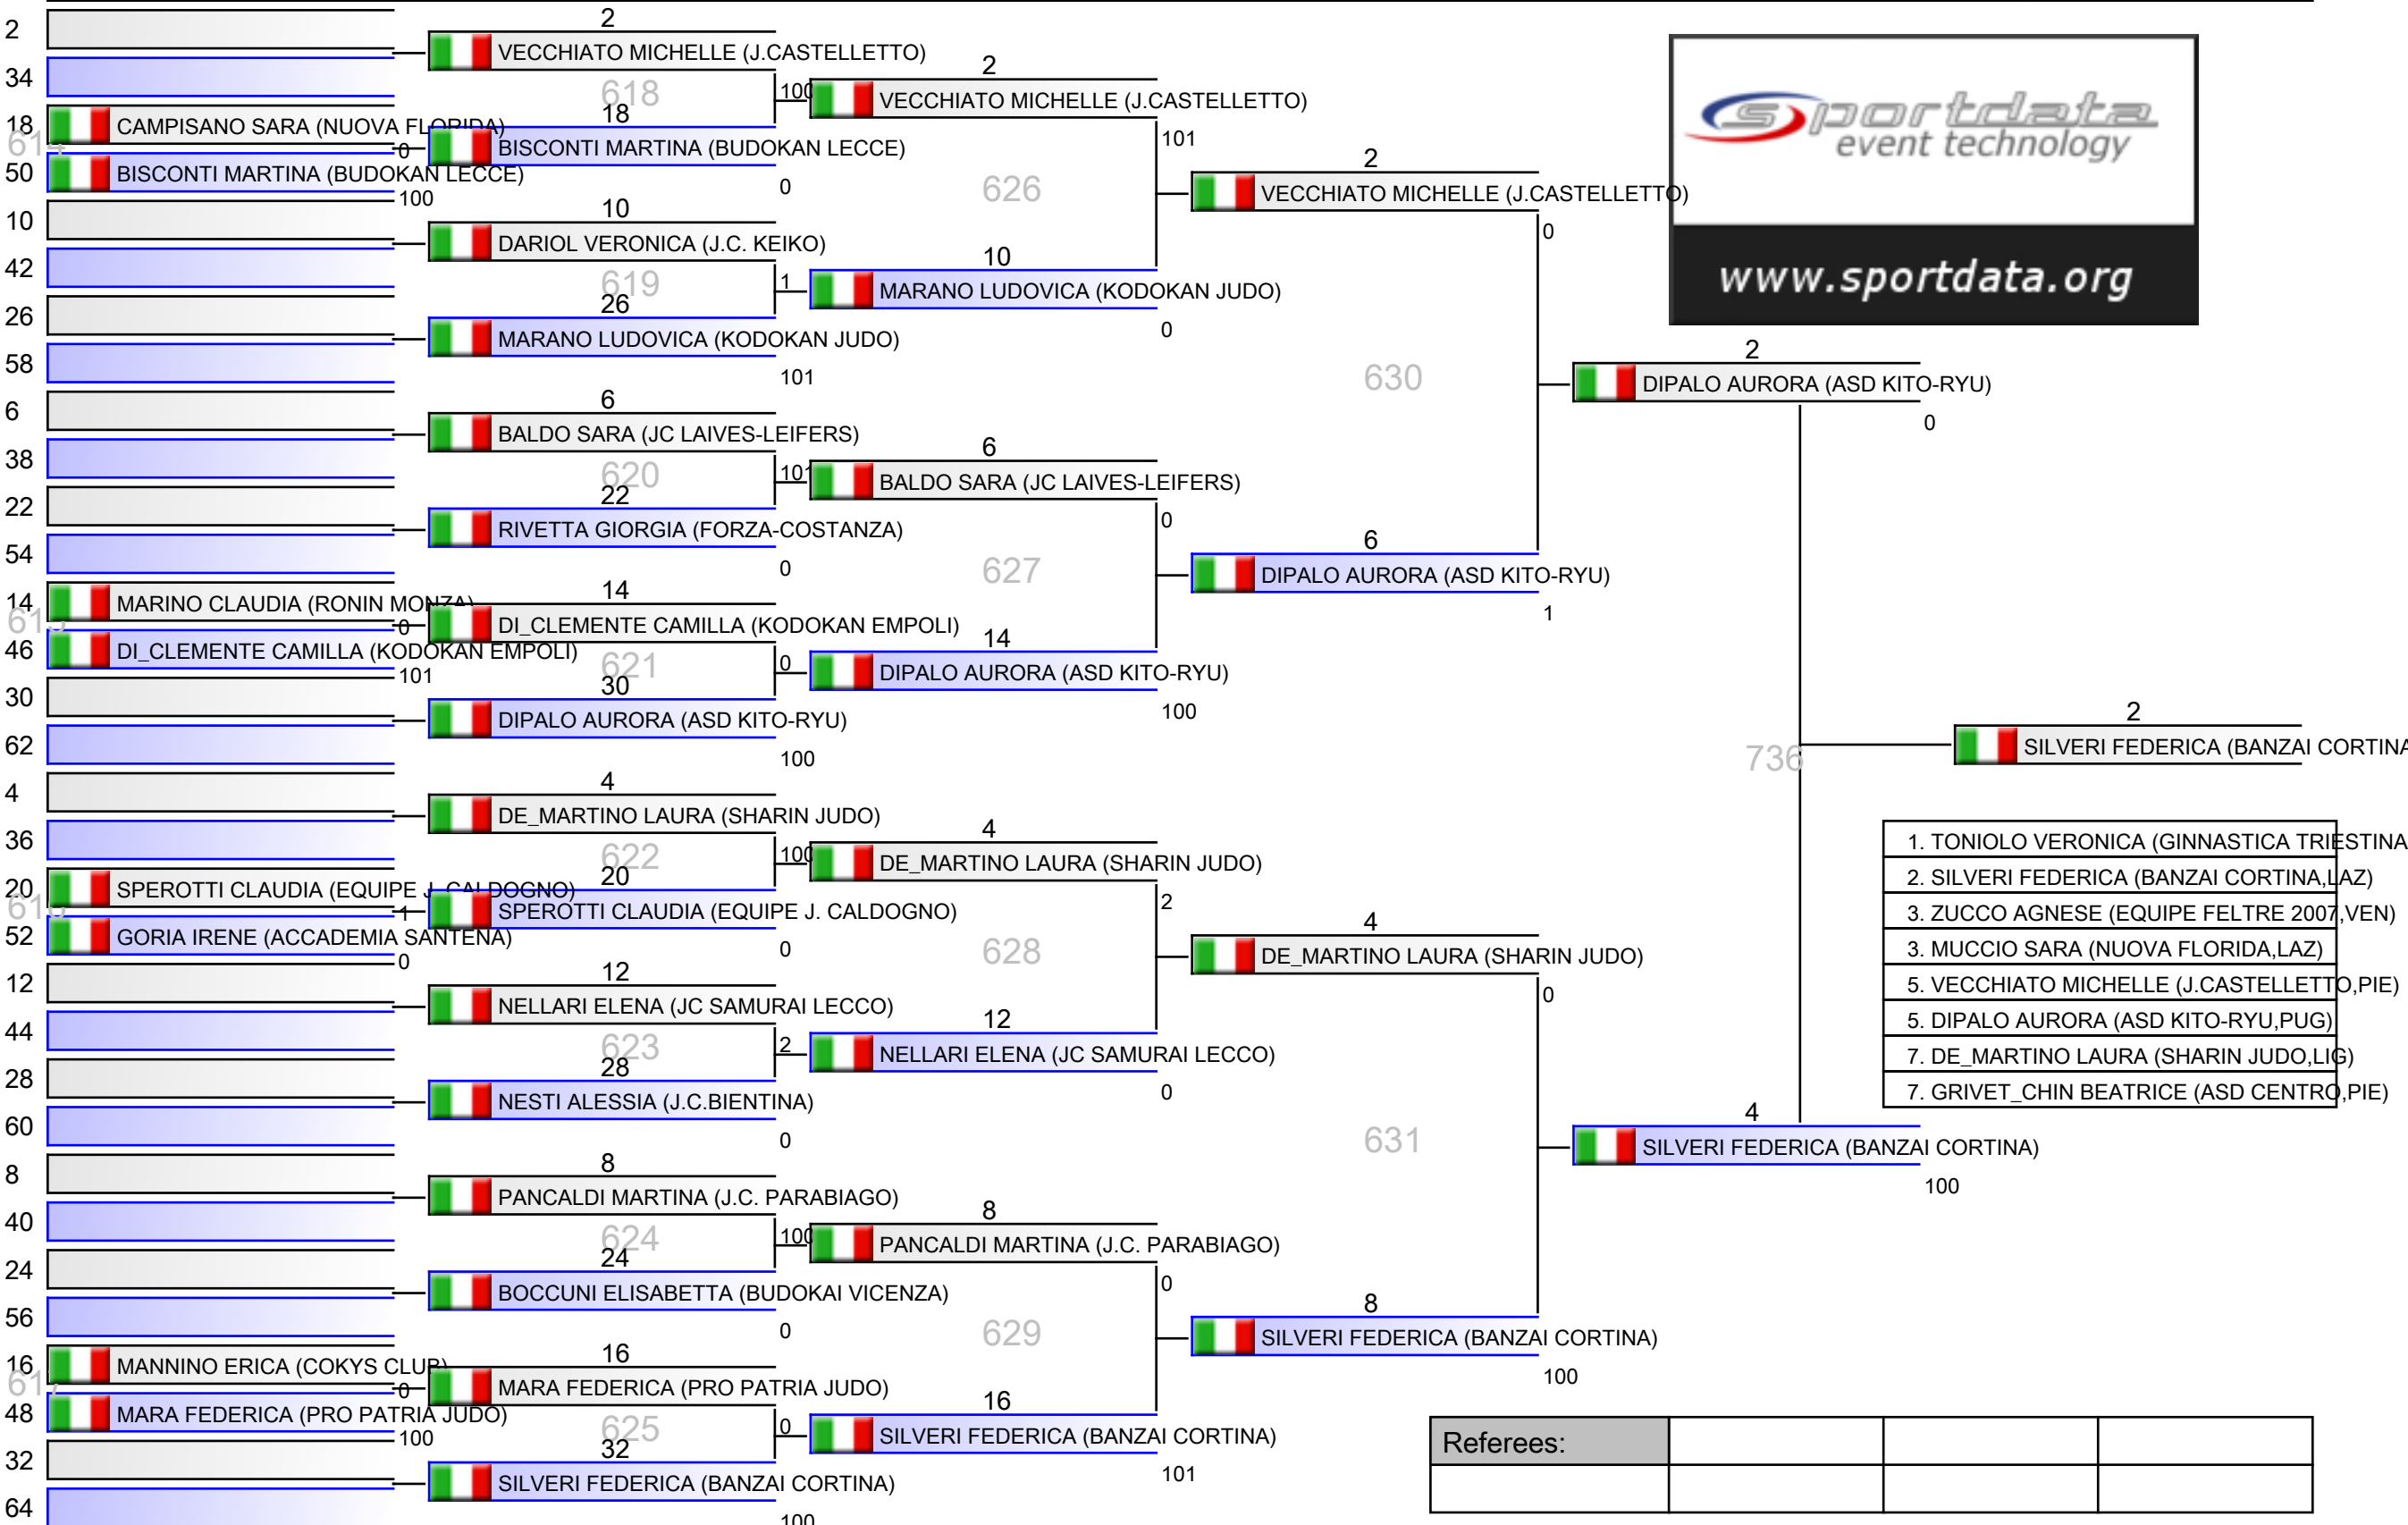 2
34
18 CAMPISANO SARA (NUOVA FLORIDA) 0
50 BISCONTI MARTINA (BUDOKAN LECCE) 100
10
42
26
58
6
38
22
54
14 MARINO CLAUDIA (RONIN MONZA) 0
46 DI_CLEMENTE CAMILLA (KODOKAN EMPOLI) 101
30
62
4
36
20 SPEROTTI CLAUDIA (EQUIPE J. CALDOGNO) 1
52 GORIA IRENE (ACCADEMIA SANTENA) 0
12
44
28
60
8
40
24
56
16 MANNINO ERICA (COKYS CLUB) 0
48 MARA FEDERICA (PRO PATRIA JUDO) 100
32
64
2
VECCHIATO MICHELLE (J.CASTELLETTO)
100
618
18
BISCONTI MARTINA (BUDOKAN LECCE)
0
10
DARIOL VERONICA (J.C. KEIKO)
1
619
26
MARANO LUDOVICA (KODOKAN JUDO)
101
6
BALDO SARA (JC LAIVES-LEIFERS)
101
620
22
RIVETTA GIORGIA (FORZA-COSTANZA)
0
14
DI_CLEMENTE CAMILLA (KODOKAN EMPOLI)
0
621
30
DIPALO AURORA (ASD KITO-RYU)
100
4
DE_MARTINO LAURA (SHARIN JUDO)
100
622
20
SPEROTTI CLAUDIA (EQUIPE J. CALDOGNO)
0
12
NELLARI ELENA (JC SAMURAI LECCO)
2
623
28
NESTI ALESSIA (J.C.BIENTINA)
0
8
PANCALDI MARTINA (J.C. PARABIAGO)
100
624
24
BOCCUNI ELISABETTA (BUDOKAI VICENZA)
0
16
MARA FEDERICA (PRO PATRIA JUDO)
0
625
32
SILVERI FEDERICA (BANZAI CORTINA)
100
2
VECCHIATO MICHELLE (J.CASTELLETTO)
101
626
10
MARANO LUDOVICA (KODOKAN JUDO)
0
6
BALDO SARA (JC LAIVES-LEIFERS)
0
627
14
DIPALO AURORA (ASD KITO-RYU)
100
4
DE_MARTINO LAURA (SHARIN JUDO)
2
628
12
NELLARI ELENA (JC SAMURAI LECCO)
0
8
PANCALDI MARTINA (J.C. PARABIAGO)
0
629
16
SILVERI FEDERICA (BANZAI CORTINA)
101
2
VECCHIATO MICHELLE (J.CASTELLETTO)
0
630
6
DIPALO AURORA (ASD KITO-RYU)
1
4
DE_MARTINO LAURA (SHARIN JUDO)
0
631
8
SILVERI FEDERICA (BANZAI CORTINA)
100
sportdata
event technology
www.sportdata.org
2
DIPALO AURORA (ASD KITO-RYU)
0
736
4
SILVERI FEDERICA (BANZAI CORTINA)
100
2
SILVERI FEDERICA (BANZAI CORTINA
1. TONIOLO VERONICA (GINNASTICA TRIESTINA
2. SILVERI FEDERICA (BANZAI CORTINA,LAZ)
3. ZUCCO AGNESE (EQUIPE FELTRE 2007,VEN)
3. MUCCIO SARA (NUOVA FLORIDA,LAZ)
5. VECCHIATO MICHELLE (J.CASTELLETTO,PIE)
5. DIPALO AURORA (ASD KITO-RYU,PUG)
7. DE_MARTINO LAURA (SHARIN JUDO,LIG)
7. GRIVET_CHIN BEATRICE (ASD CENTRO,PIE)
Referees: